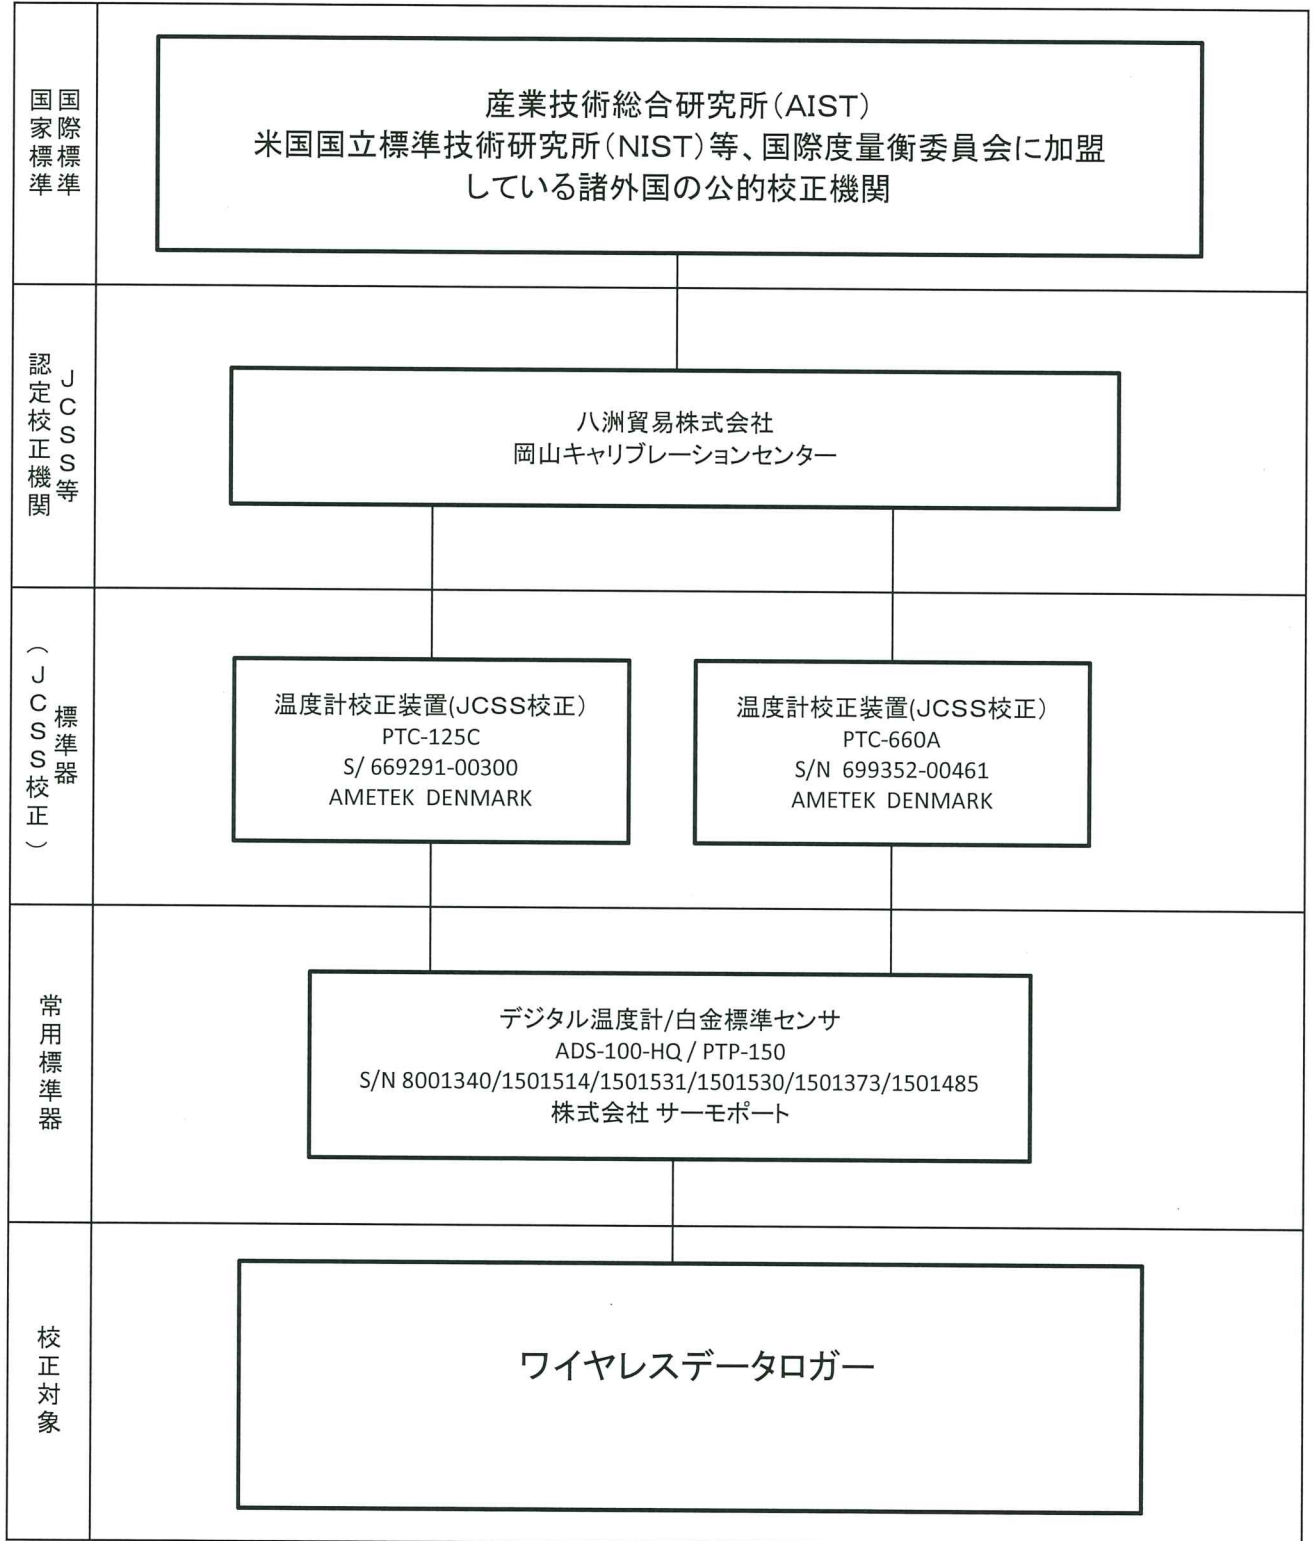 国際標準
国家標準
産業技術総合研究所(AIST)
米国国立標準技術研究所(NIST)等、国際度量衡委員会に加盟
している諸外国の公的校正機関
JCSS等
認定校正機関
八洲貿易株式会社
岡山キャリブレーションセンター
標準器
(JCSS校正)
温度計校正装置(JCSS校正)
PTC-125C
S/ 669291-00300
AMETEK DENMARK
温度計校正装置(JCSS校正)
PTC-660A
S/N 699352-00461
AMETEK DENMARK
常用標準器
デジタル温度計/白金標準センサ
ADS-100-HQ / PTP-150
S/N 8001340/1501514/1501531/1501530/1501373/1501485
株式会社 サーモポート
校正対象
ワイヤレスデータロガー